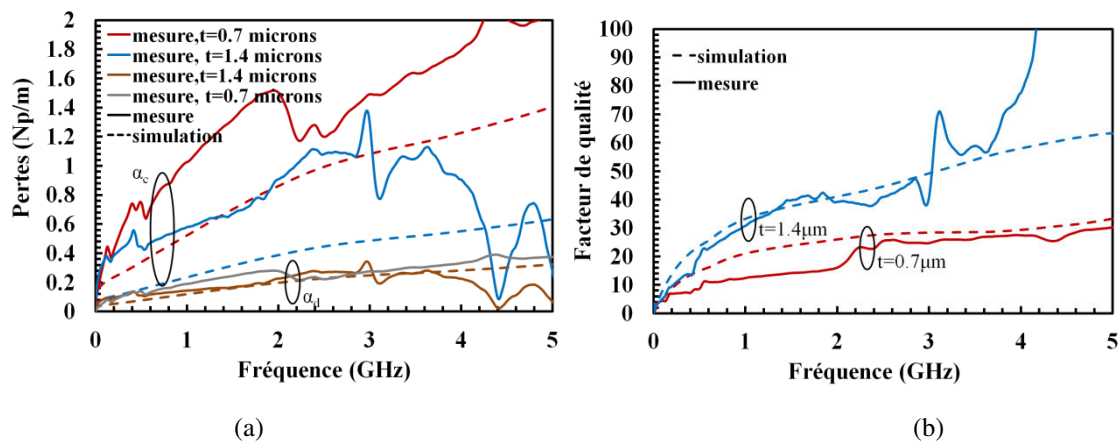 2
1.8
1.6
1.4
1.2
1
0.8
0.6
0.4
0.2
0
Pertes (Np/m)
mesure,t=0.7 microns
mesure, t=1.4 microns
mesure,t=1.4 microns
mesure, t=0.7 microns
mesure
simulation
αc
αd
0 1 2 3 4 5
Fréquence (GHz)
(a)
100
90
80
70
60
50
40
30
20
10
0
Facteur de qualité
simulation
mesure
t=1.4μm
t=0.7μm
0 1 2 3 4 5
Fréquence (GHz)
(b)